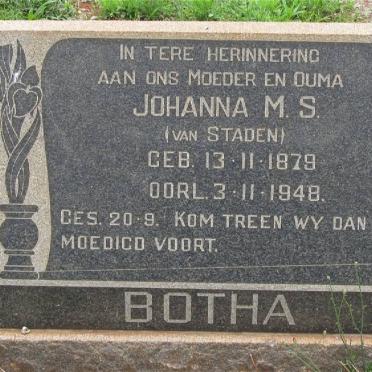 IN TERE HERINNERING
AAN ONS MOEDER EN OUMA
JOHANNA M. S.
(VAN STADEN)
GEB. 13-11-1879
OORL. 3-11-1948.
GES. 20-9. KOM TREEN WY DAN
MOEDIGD VOORT.
BOTHA